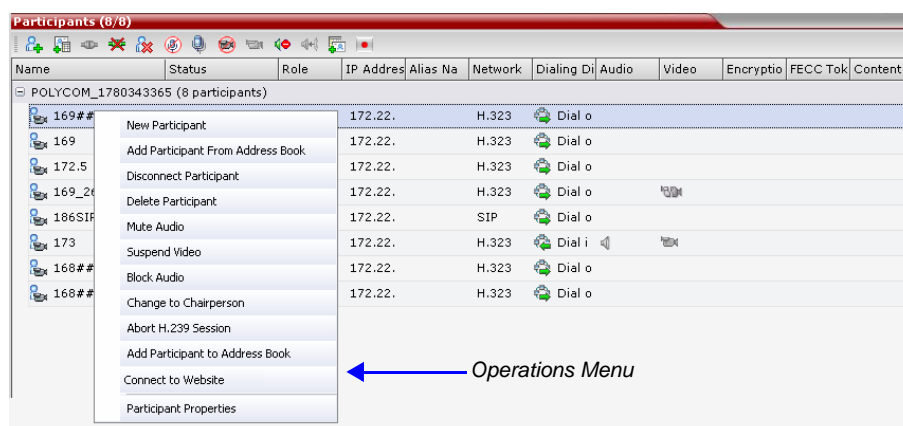 Participants (8/8)
Name Status Role IP Addres Alias Na Network Dialing Di Audio Video Encryptio FECC Tok Content
POLYCOM_1780343365 (8 participants)
169## 172.22. H.323 Dial o
169 172.22. H.323 Dial o
172.5 172.22. H.323 Dial o
169_26 172.22. H.323 Dial o
186SIP 172.22. SIP Dial o
173 172.22. H.323 Dial i
168## 172.22. H.323 Dial o
168## 172.22. H.323 Dial o
New Participant
Add Participant From Address Book
Disconnect Participant
Delete Participant
Mute Audio
Suspend Video
Block Audio
Change to Chairperson
Abort H.239 Session
Add Participant to Address Book
Connect to Website
Participant Properties
Operations Menu